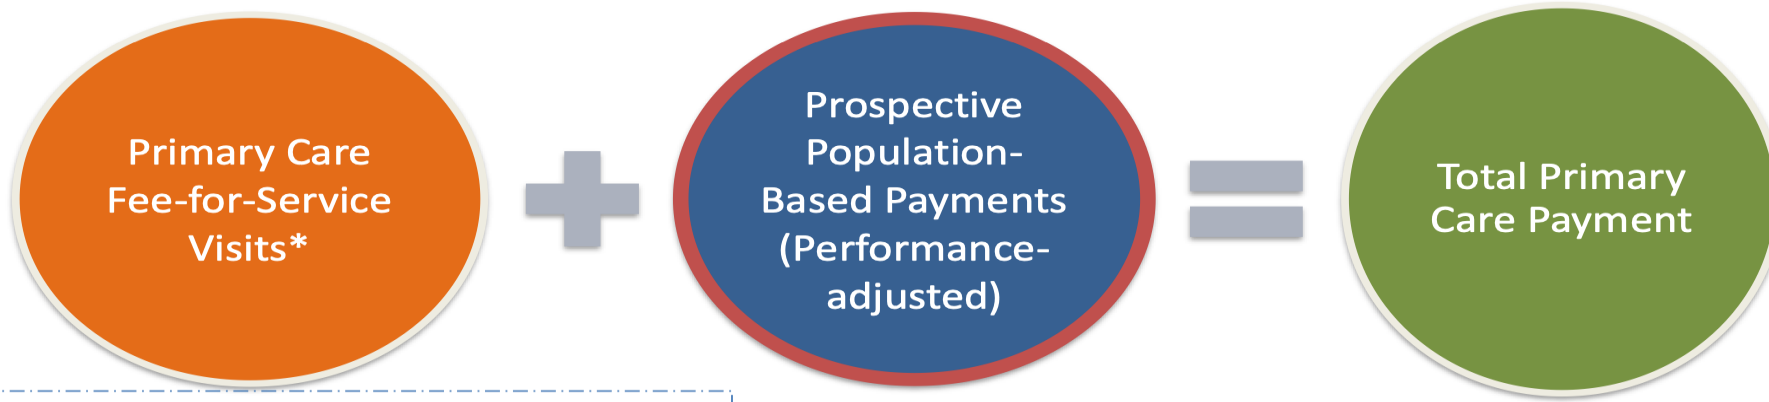 Primary Care
Fee-for-Service
Visits*
Prospective
Population-
Based Payments
(Performance-
adjusted)
Total Primary
Care Payment